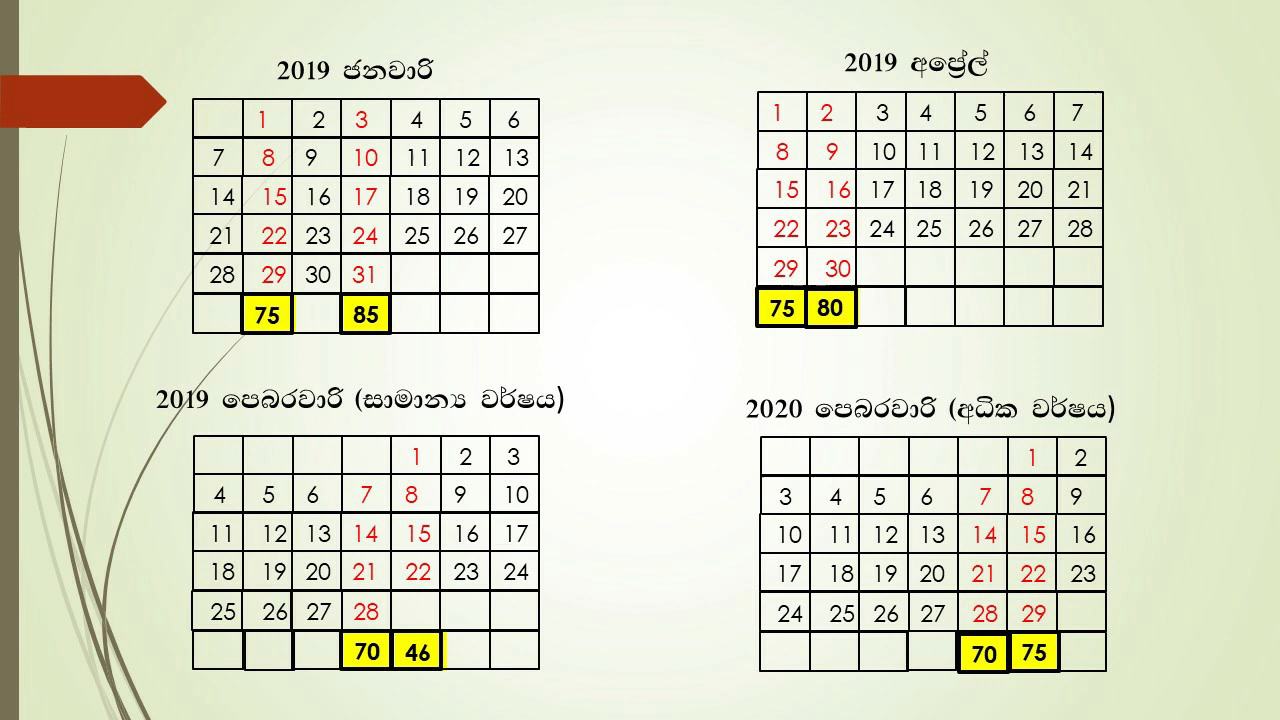 2019 ජනවාරි
1 2 3 4 5 6
7 8 9 10 11 12 13
14 15 16 17 18 19 20
21 22 23 24 25 26 27
28 29 30 31
75 85
2019 අප්‍රේල්
1 2 3 4 5 6 7
8 9 10 11 12 13 14
15 16 17 18 19 20 21
22 23 24 25 26 27 28
29 30
75 80
2019 පෙබරවාරි (සාමාන්‍ය වර්ෂය)
1 2 3
4 5 6 7 8 9 10
11 12 13 14 15 16 17
18 19 20 21 22 23 24
25 26 27 28
70 46
2020 පෙබරවාරි (අධික වර්ෂය)
1 2
3 4 5 6 7 8 9
10 11 12 13 14 15 16
17 18 19 20 21 22 23
24 25 26 27 28 29
70 75